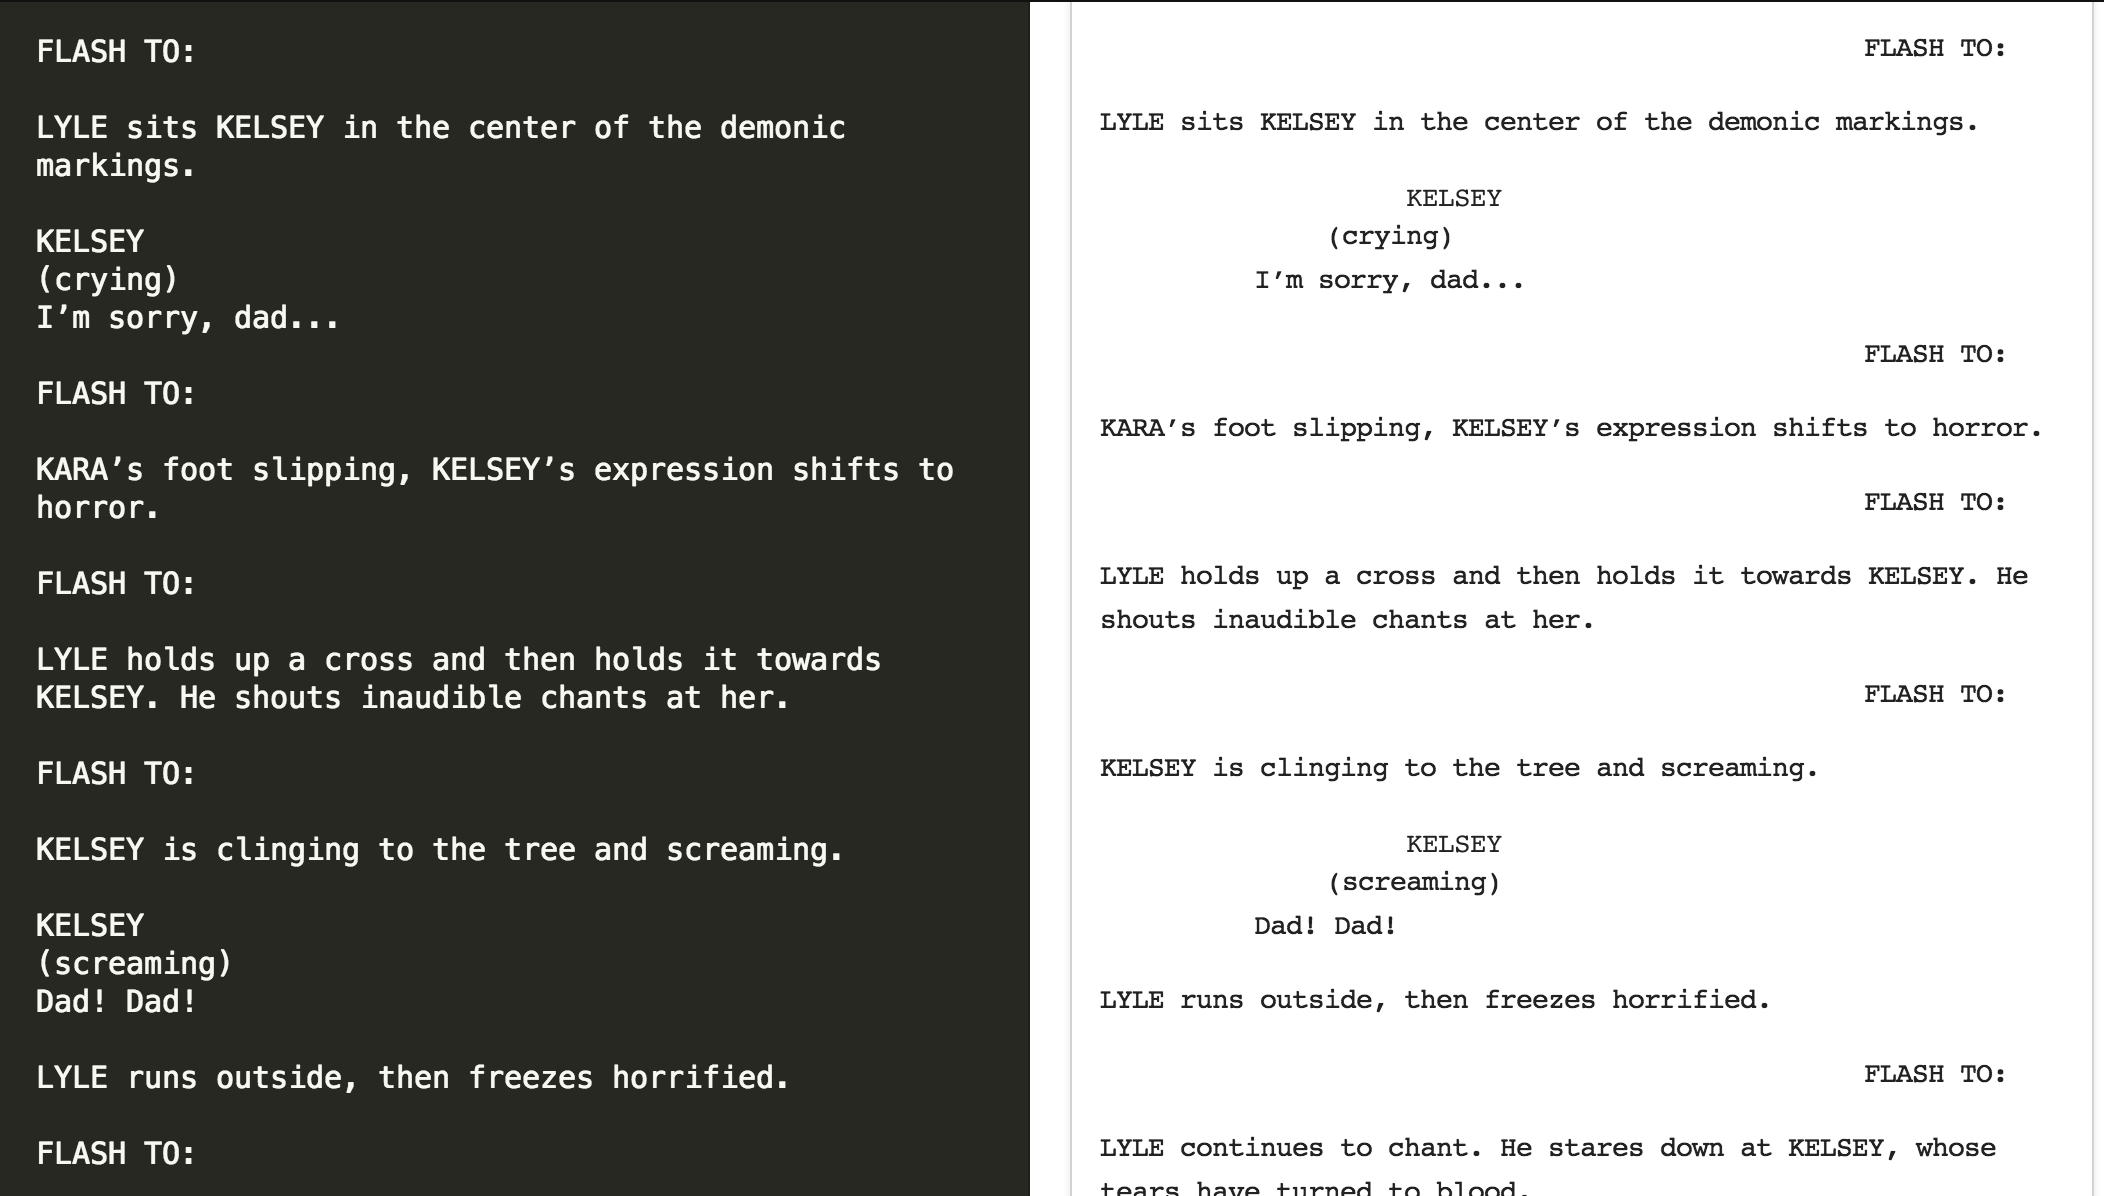 FLASH TO:
LYLE sits KELSEY in the center of the demonic
markings.
KELSEY
(crying)
I’m sorry, dad...
FLASH TO:
KARA’s foot slipping, KELSEY’s expression shifts to
horror.
FLASH TO:
LYLE holds up a cross and then holds it towards
KELSEY. He shouts inaudible chants at her.
FLASH TO:
KELSEY is clinging to the tree and screaming.
KELSEY
(screaming)
Dad! Dad!
LYLE runs outside, then freezes horrified.
FLASH TO:
FLASH TO:
LYLE sits KELSEY in the center of the demonic markings.
KELSEY
(crying)
I’m sorry, dad...
FLASH TO:
KARA’s foot slipping, KELSEY’s expression shifts to horror.
FLASH TO:
LYLE holds up a cross and then holds it towards KELSEY. He
shouts inaudible chants at her.
FLASH TO:
KELSEY is clinging to the tree and screaming.
KELSEY
(screaming)
Dad! Dad!
LYLE runs outside, then freezes horrified.
FLASH TO:
LYLE continues to chant. He stares down at KELSEY, whose
tears have turned to blood.